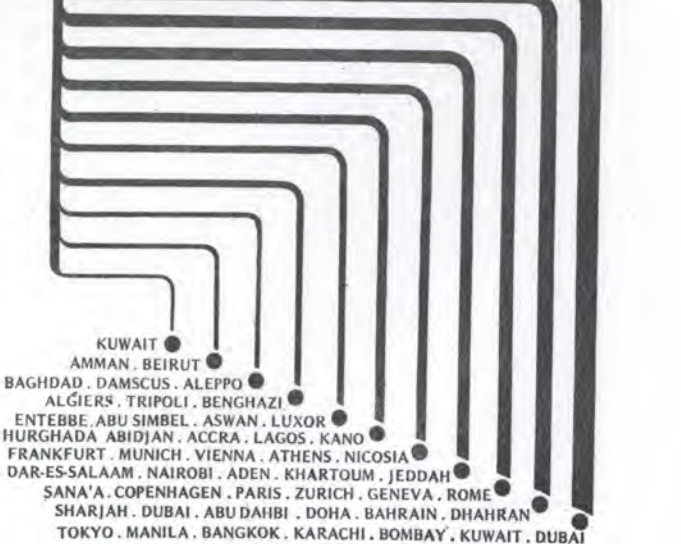 KUWAIT
AMMAN . BEIRUT
BAGHDAD . DAMSCUS . ALEPPO
ALGIERS . TRIPOLI . BENGHAZI
ENTEBBE. ABU SIMBEL . ASWAN . LUXOR
HURGHADA ABIDJAN . ACCRA . LAGOS . KANO
FRANKFURT . MUNICH . VIENNA . ATHENS . NICOSIA
DAR-ES-SALAAM . NAIROBI . ADEN . KHARTOUM . JEDDAH
SANA'A . COPENHAGEN . PARIS . ZURICH . GENEVA . ROME
SHARJAH . DUBAI . ABU DAHBI . DOHA . BAHRAIN . DHAHRAN
TOKYO . MANILA . BANGKOK . KARACHI . BOMBAY . KUWAIT . DUBAI